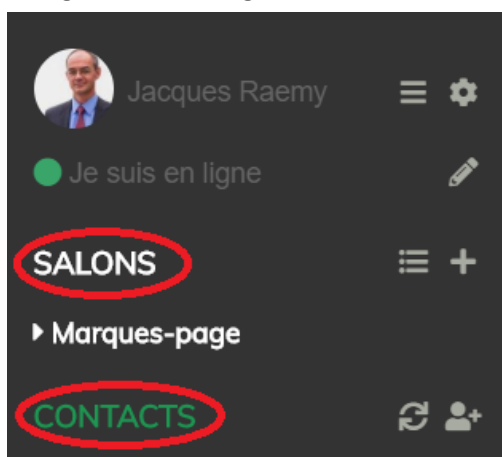 Jacques Raemy
Je suis en ligne
SALONS
Marques-page
CONTACTS